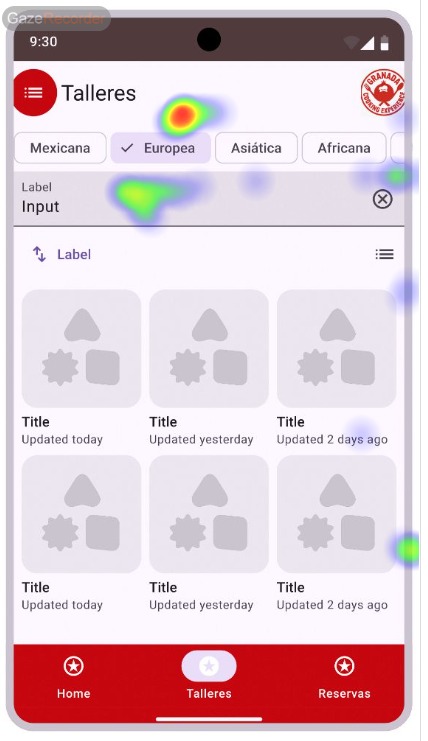 GazeRecorder
9:30
Talleres
GRANADA
COOKING EXPERIENCE
Mexicana
Europea
Asiática
Africana
Label
Input
Label
Title
Title
Title
Updated today
Updated yesterday
Updated 2 days ago
Title
Title
Title
Updated today
Updated yesterday
Updated 2 days ago
Home
Talleres
Reservas